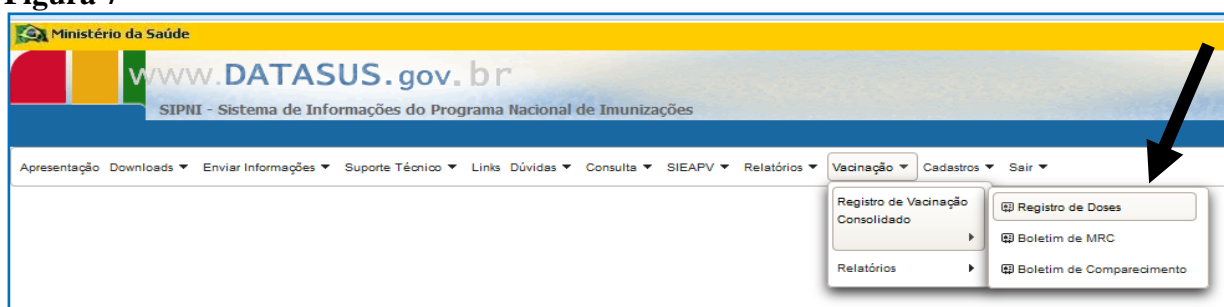 Ministério da Saúde
www.DATASUS.gov.br
SIPNI - Sistema de Informações do Programa Nacional de Imunizações
Apresentação Downloads Enviar Informações Suporte Técnico Links Dúvidas Consulta SIEAPV Relatórios Vacinação Cadastros Sair
Registro de Vacinação
Consolidado
Relatórios
Registro de Doses
Boletim de MRC
Boletim de Comparecimento